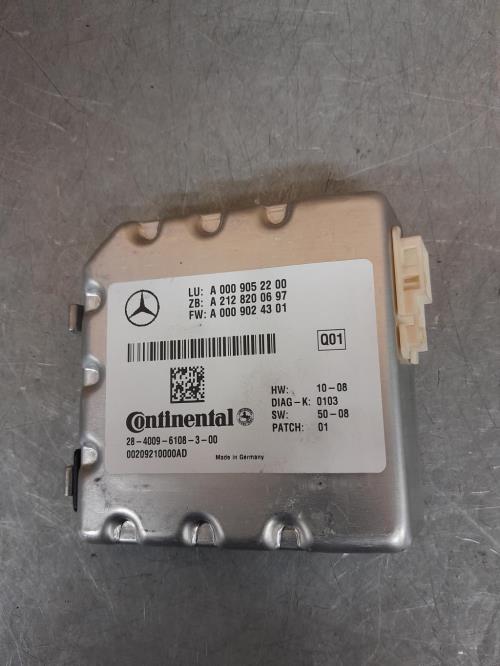 LU: A 000 905 22 00
ZB: A 212 820 06 97
FW: A 000 902 43 01
Q01
HW: 10-08
DIAG-K: 0103
SW: 50-08
PATCH: 01
Continental
28-4009-6108-3-00
00209210000AD
Made in Germany